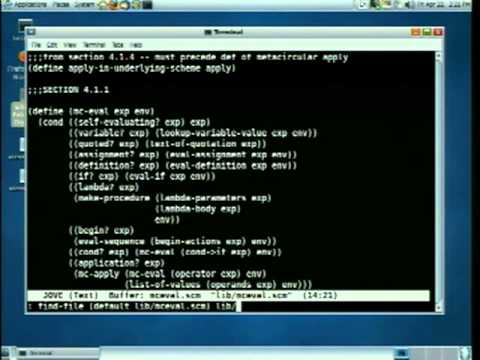 Applications Places System
Fri Apr 22, 2:21 PM
Terminal
File Edit View Terminal Tabs Help
;;;from section 4.1.4 -- must precede def of metacircular apply
(define apply-in-underlying-scheme apply)
;;;SECTION 4.1.1
(define (mc-eval exp env)
(cond ((self-evaluating? exp) exp)
((variable? exp) (lookup-variable-value exp env))
((quoted? exp) (text-of-quotation exp))
((assignment? exp) (eval-assignment exp env))
((definition? exp) (eval-definition exp env))
((if? exp) (eval-if exp env))
((lambda? exp)
(make-procedure (lambda-parameters exp)
(lambda-body exp)
env))
((begin? exp)
(eval-sequence (begin-actions exp) env))
((cond? exp) (mc-eval (cond->if exp) env))
((application? exp)
(mc-apply (mc-eval (operator exp) env)
(list-of-values (operands exp) env)))
JOVE (Text) Buffer: mceval.scm "lib/mceval.scm" (14:21)
: find-file (default lib/mceval.scm) lib/
Terminal